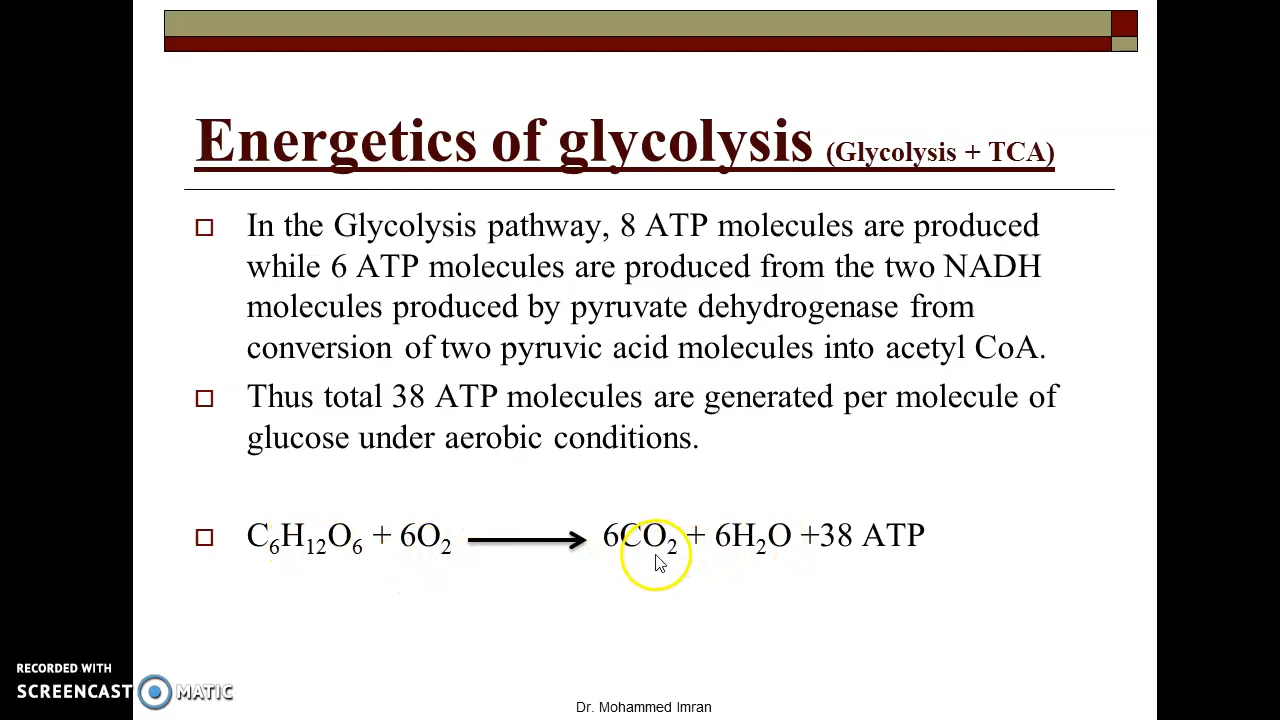 Energetics of glycolysis (Glycolysis + TCA)
In the Glycolysis pathway, 8 ATP molecules are produced
while 6 ATP molecules are produced from the two NADH
molecules produced by pyruvate dehydrogenase from
conversion of two pyruvic acid molecules into acetyl CoA.
Thus total 38 ATP molecules are generated per molecule of
glucose under aerobic conditions.
C₆H₁₂O₆ + 6O₂ ⟶ 6CO₂ + 6H₂O +38 ATP
RECORDED WITH
SCREENCAST MATIC
Dr. Mohammed Imran